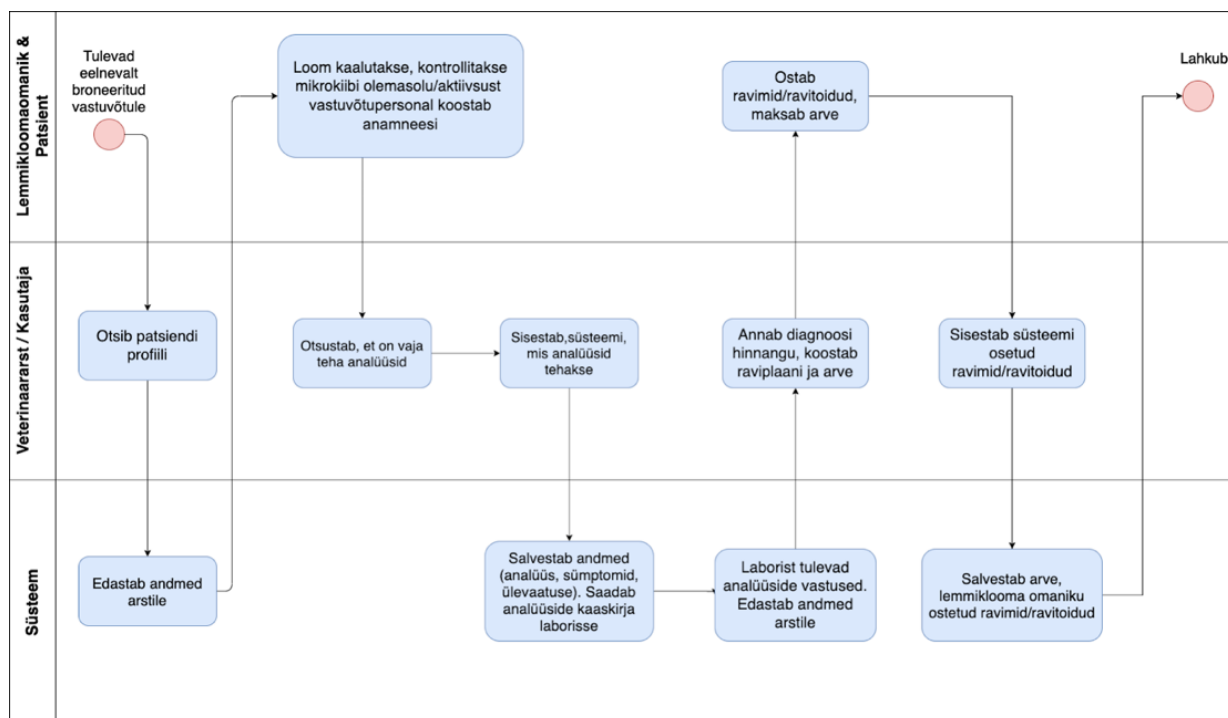 Lemmikloomaomanik &
Patsient
Tulevad
eelnevalt
broneeritud
vastuvõtule
Loom kaalutakse, kontrollitakse
mikrokiibi olemasolu/aktiivsust
vastuvõtupersonal koostab
anamneesi
Ostab
ravimid/ravitoidud,
maksab arve
Lahkub
Veterinaararst / Kasutaja
Otsib patsiendi
profiili
Otsustab, et on vaja
teha analüüsid
Sisestab,süsteemi,
mis analüüsid
tehakse
Annab diagnoosi
hinnangu, koostab
raviplaani ja arve
Sisestab süsteemi
osetud
ravimid/ravitoidud
Süsteem
Edastab andmed
arstile
Salvestab andmed
(analüüs, sümptomid,
ülevaatuse). Saadab
analüüside kaaskirja
laborisse
Laborist tulevad
analüüside vastused.
Edastab andmed
arstile
Salvestab arve,
lemmiklooma omaniku
ostetud ravimid/ravitoidud